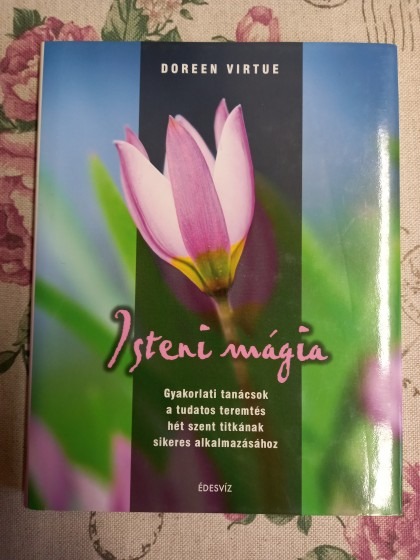 DOREEN VIRTUE
Isteni mágia
Gyakorlati tanácsok
a tudatos teremtés
hét szent titkának
sikeres alkalmazásához
ÉDESVÍZ